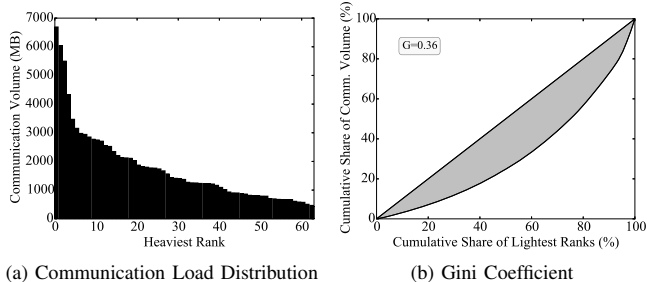 7000
6000
5000
4000
3000
2000
1000
0
0 10 20 30 40 50 60
Communication Volume (MB)
Heaviest Rank
(a) Communication Load Distribution
G=0.36
100
80
60
40
20
0
0 20 40 60 80 100
Cumulative Share of Comm. Volume (%)
Cumulative Share of Lightest Ranks (%)
(b) Gini Coefficient